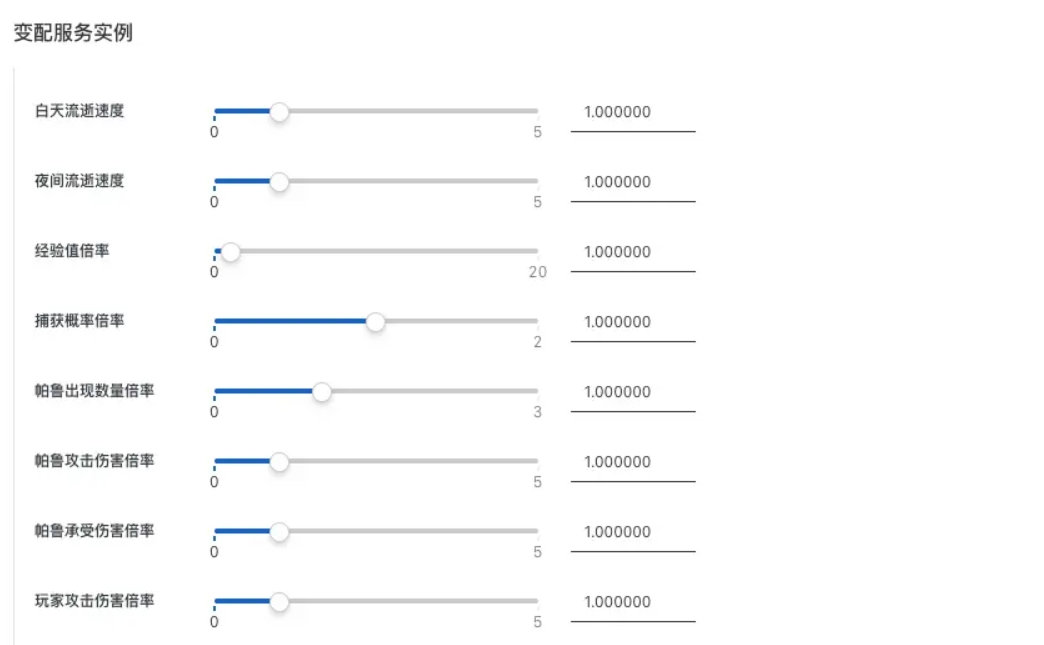 变配服务实例
白天流逝速度 1.000000
0 5
夜间流逝速度 1.000000
0 5
经验值倍率 1.000000
0 20
捕获概率倍率 1.000000
0 2
帕鲁出现数量倍率 1.000000
0 3
帕鲁攻击伤害倍率 1.000000
0 5
帕鲁承受伤害倍率 1.000000
0 5
玩家攻击伤害倍率 1.000000
0 5